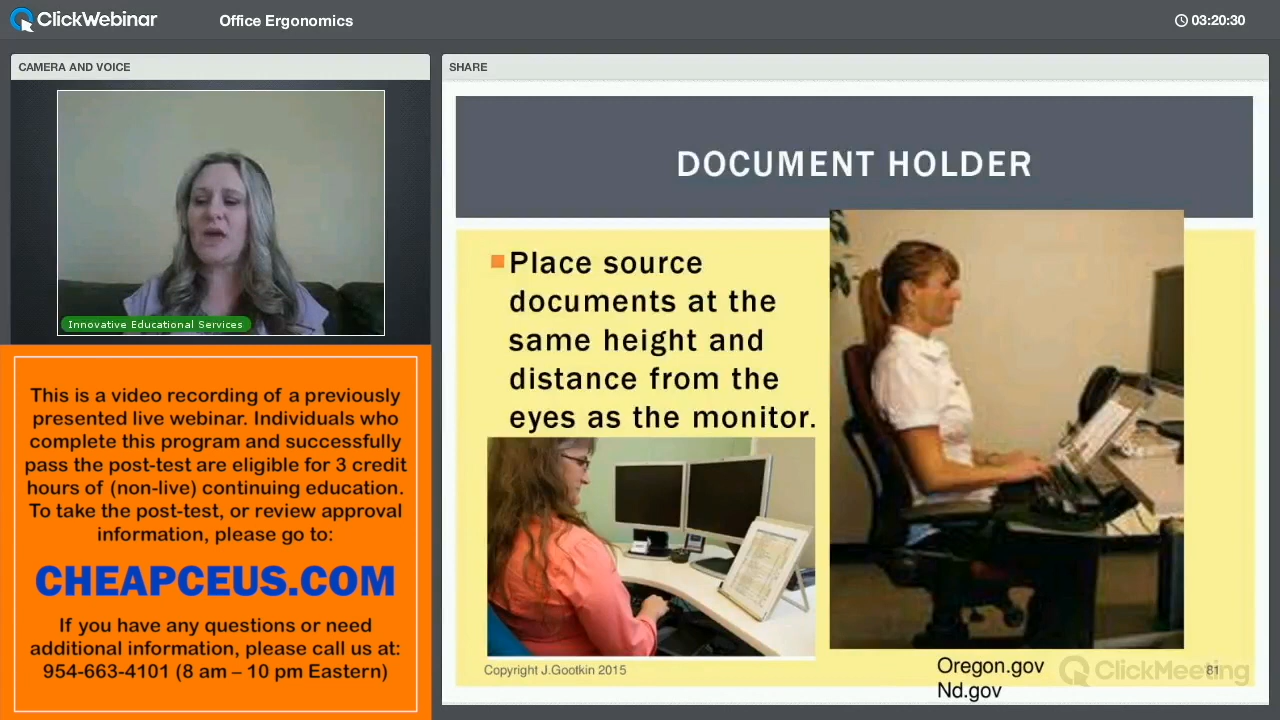 ClickWebinar
Office Ergonomics
03:20:30
CAMERA AND VOICE
SHARE
Innovative Educational Services
This is a video recording of a previously
presented live webinar. Individuals who
complete this program and successfully
pass the post-test are eligible for 3 credit
hours of (non-live) continuing education.
To take the post-test, or review approval
information, please go to:
CHEAPCEUS.COM
If you have any questions or need
additional information, please call us at:
954-663-4101 (8 am – 10 pm Eastern)
DOCUMENT HOLDER
Place source
documents at the
same height and
distance from the
eyes as the monitor.
Copyright J.Gootkin 2015
Oregon.gov
Nd.gov
ClickMeeting
81